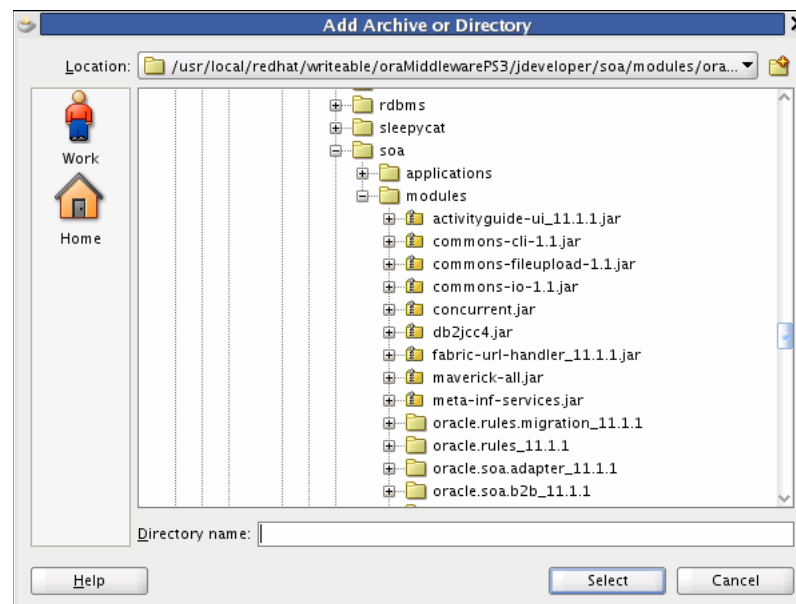 Add Archive or Directory
Location: /usr/local/redhat/writeable/oraMiddlewarePS3/jdeveloper/soa/modules/ora...
Work
Home
rdbms
sleepycat
soa
applications
modules
activityguide-ui_11.1.1.jar
commons-cli-1.1.jar
commons-fileupload-1.1.jar
commons-io-1.1.jar
concurrent.jar
db2jcc4.jar
fabric-url-handler_11.1.1.jar
maverick-all.jar
meta-inf-services.jar
oracle.rules.migration_11.1.1
oracle.rules_11.1.1
oracle.soa.adapter_11.1.1
oracle.soa.b2b_11.1.1
Directory name:
Help Select Cancel